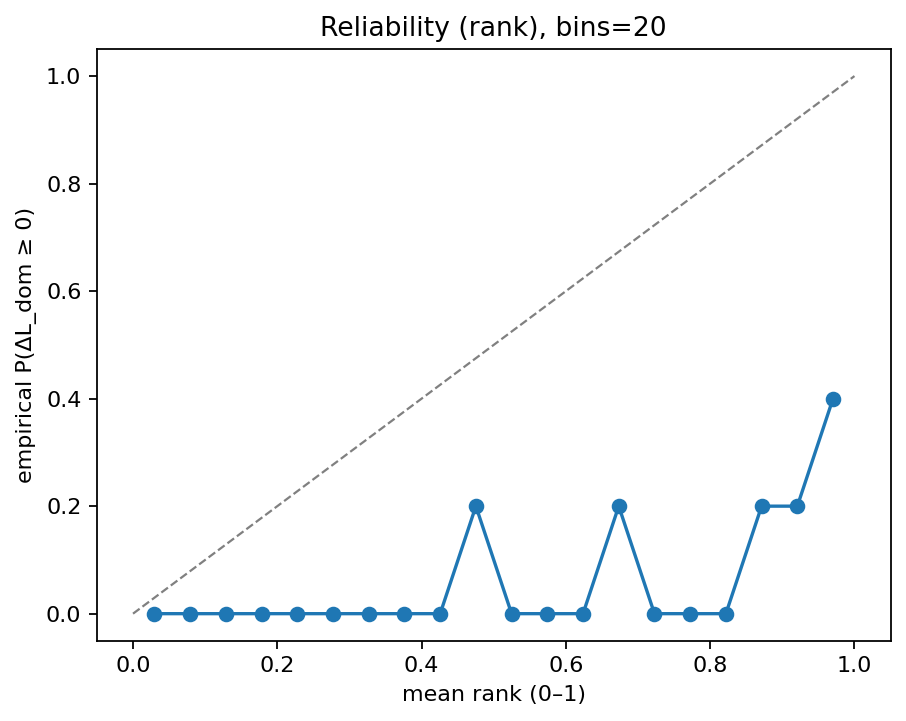 Reliability (rank), bins=20
empirical P(ΔL_dom ≥ 0)
1.0
0.8
0.6
0.4
0.2
0.0
0.0 0.2 0.4 0.6 0.8 1.0
mean rank (0–1)